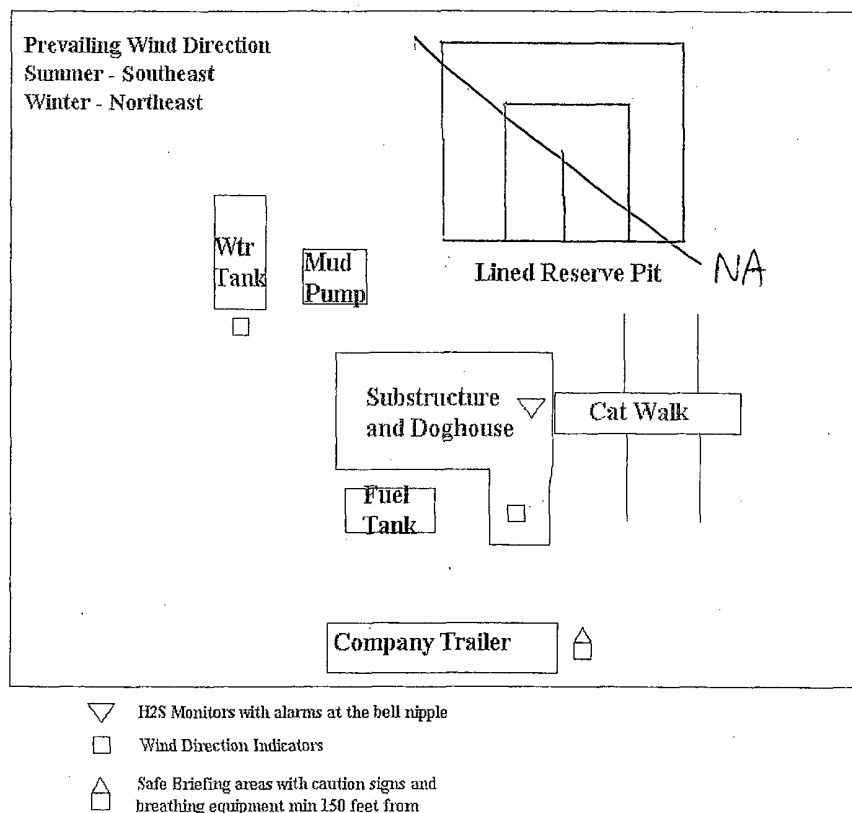 Prevailing Wind Direction
Summer - Southeast
Winter - Northeast
Wtr
Tank
Mud
Pump
Lined Reserve Pit
NA
Substructure
and Doghouse
Cat Walk
Fuel
Tank
Company Trailer
H2S Monitors with alarms at the bell nipple
Wind Direction Indicators
Safe Briefing areas with caution signs and
breathing equipment min 150 feet from